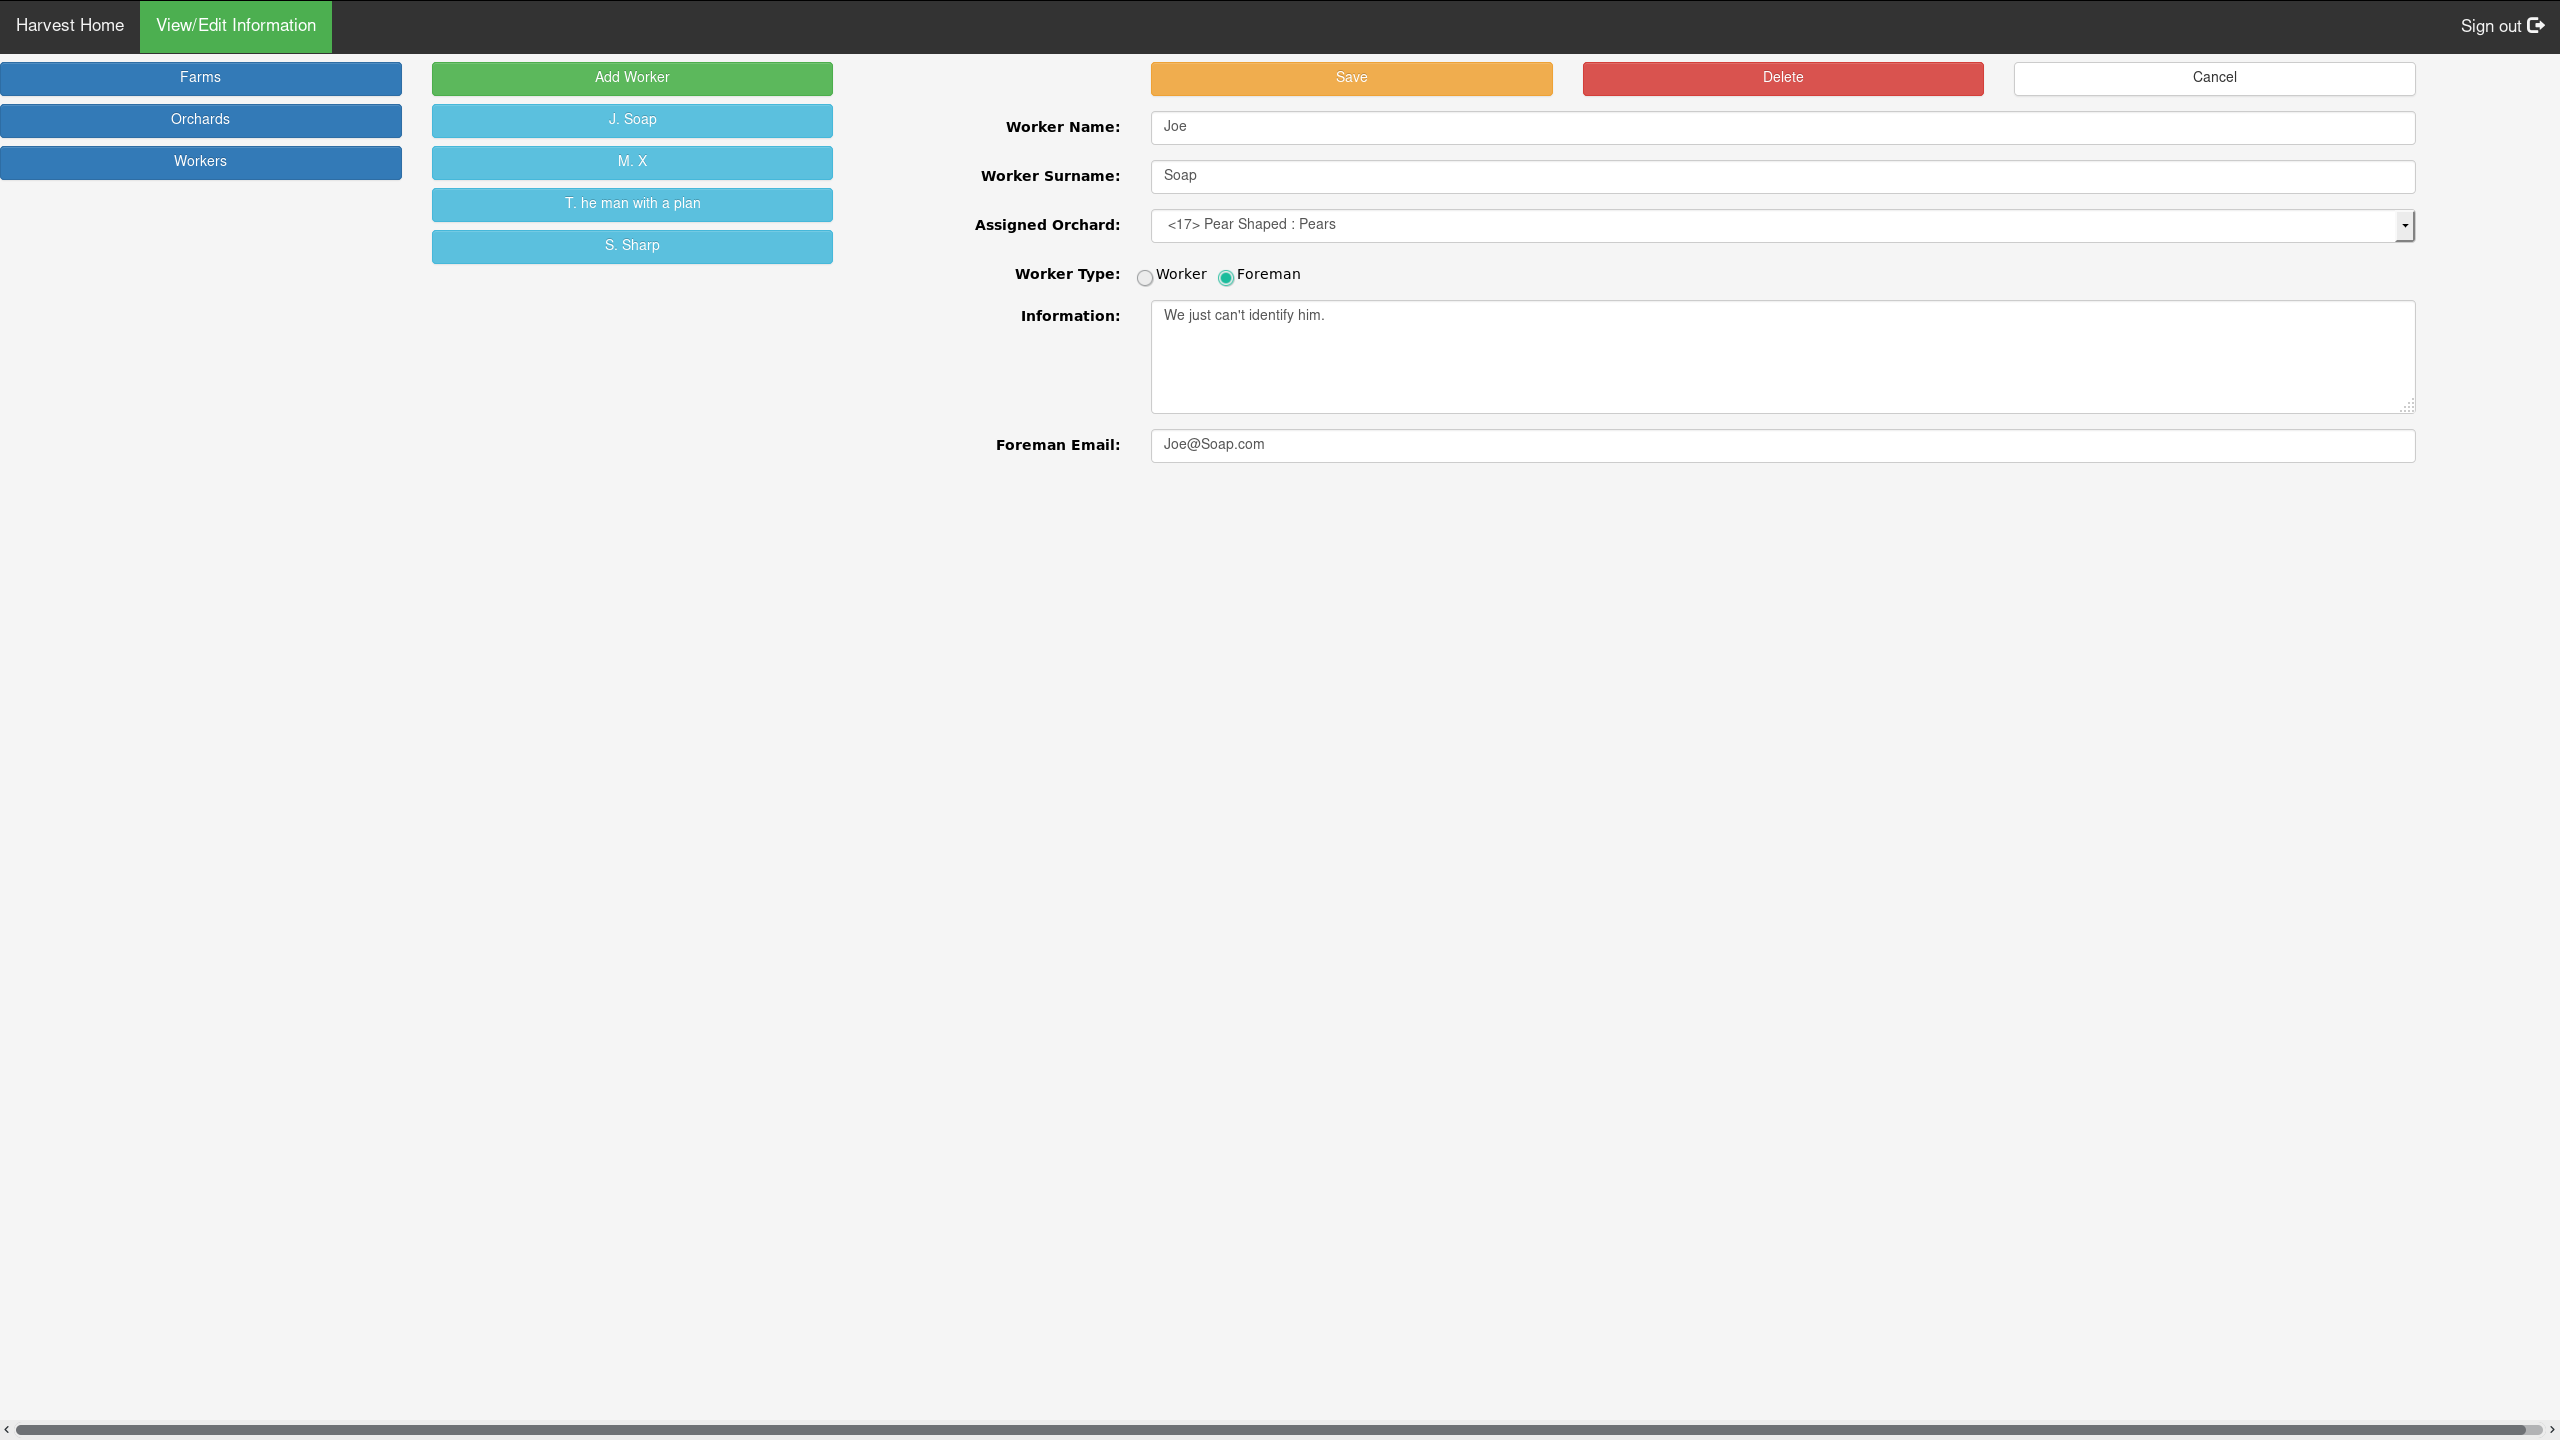 Harvest Home View/Edit Information Sign out
Farms
Orchards
Workers
Add Worker
J. Soap
M. X
T. he man with a plan
S. Sharp
Save Delete Cancel
Worker Name: Joe
Worker Surname: Soap
Assigned Orchard: <17> Pear Shaped : Pears
Worker Type: Worker Foreman
Information: We just can't identify him.
Foreman Email: Joe@Soap.com